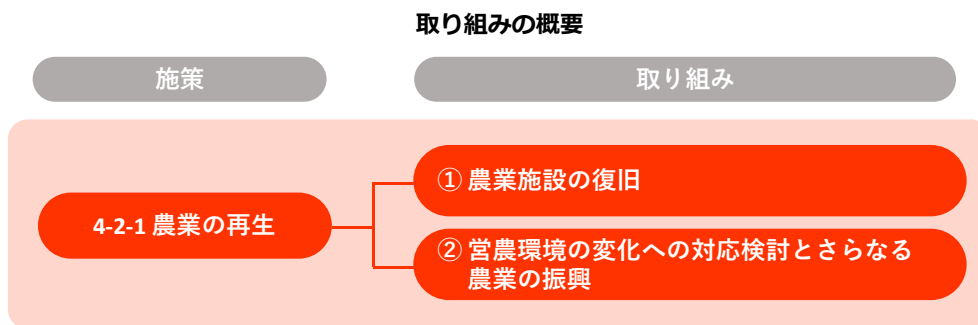 取り組みの概要
施策
取り組み
4-2-1 農業の再生
① 農業施設の復旧
② 営農環境の変化への対応検討とさらなる
農業の振興